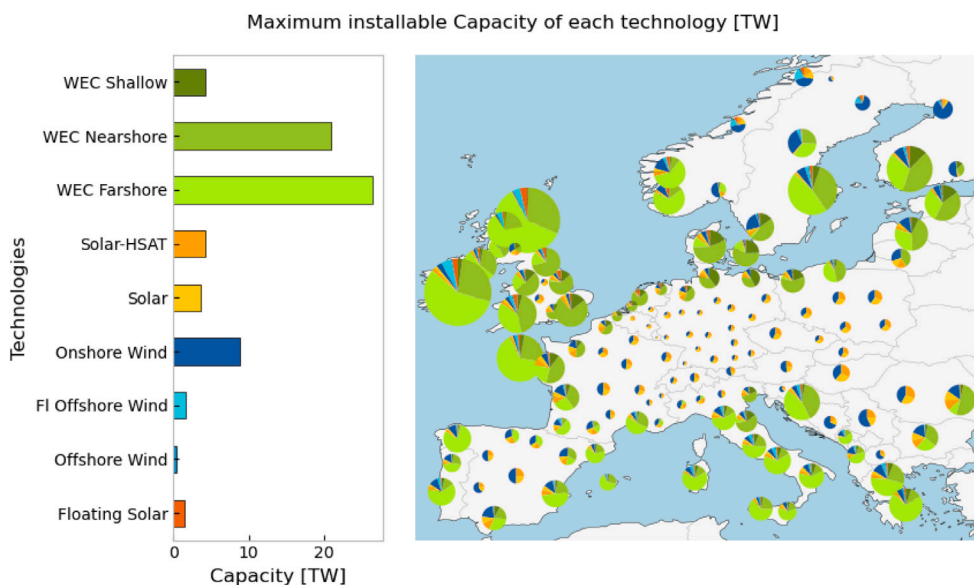 Maximum installable Capacity of each technology [TW]
WEC Shallow
WEC Nearshore
WEC Farshore
Solar-HSAT
Solar
Onshore Wind
Fl Offshore Wind
Offshore Wind
Floating Solar
Technologies
0
10
20
Capacity [TW]